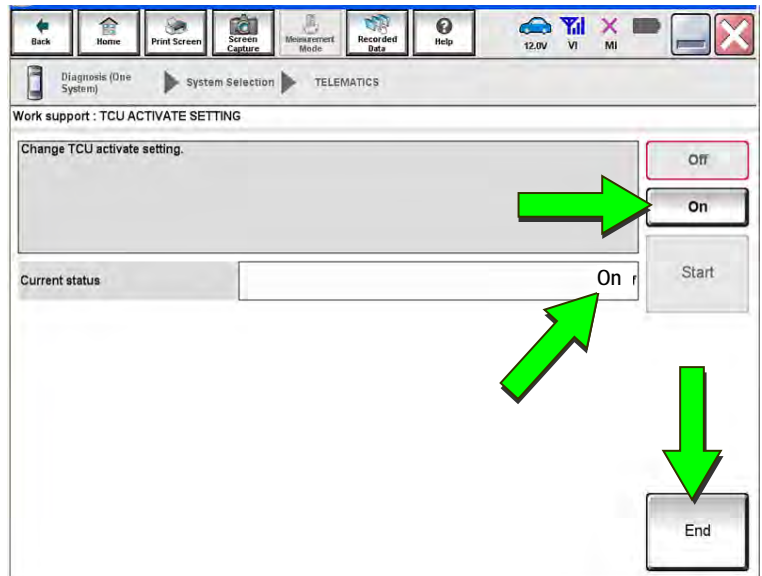 Back
Home
Print Screen
Screen
Capture
Measurement
Mode
Recorded
Data
Help
12.0V
VI
MI
Diagnosis (One
System)
System Selection
TELEMATICS
Work support : TCU ACTIVATE SETTING
Change TCU activate setting.
Off
On
Current status
On
Start
End